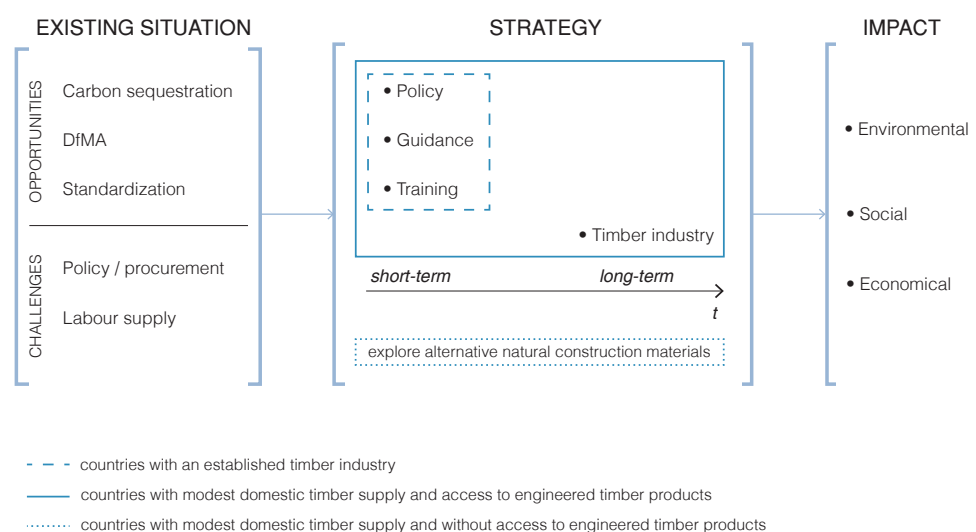 EXISTING SITUATION
OPPORTUNITIES
Carbon sequestration
DfMA
Standardization
CHALLENGES
Policy / procurement
Labour supply
STRATEGY
• Policy
• Guidance
• Training
• Timber industry
short-term long-term
t
explore alternative natural construction materials
IMPACT
• Environmental
• Social
• Economical
countries with an established timber industry
countries with modest domestic timber supply and access to engineered timber products
countries with modest domestic timber supply and without access to engineered timber products